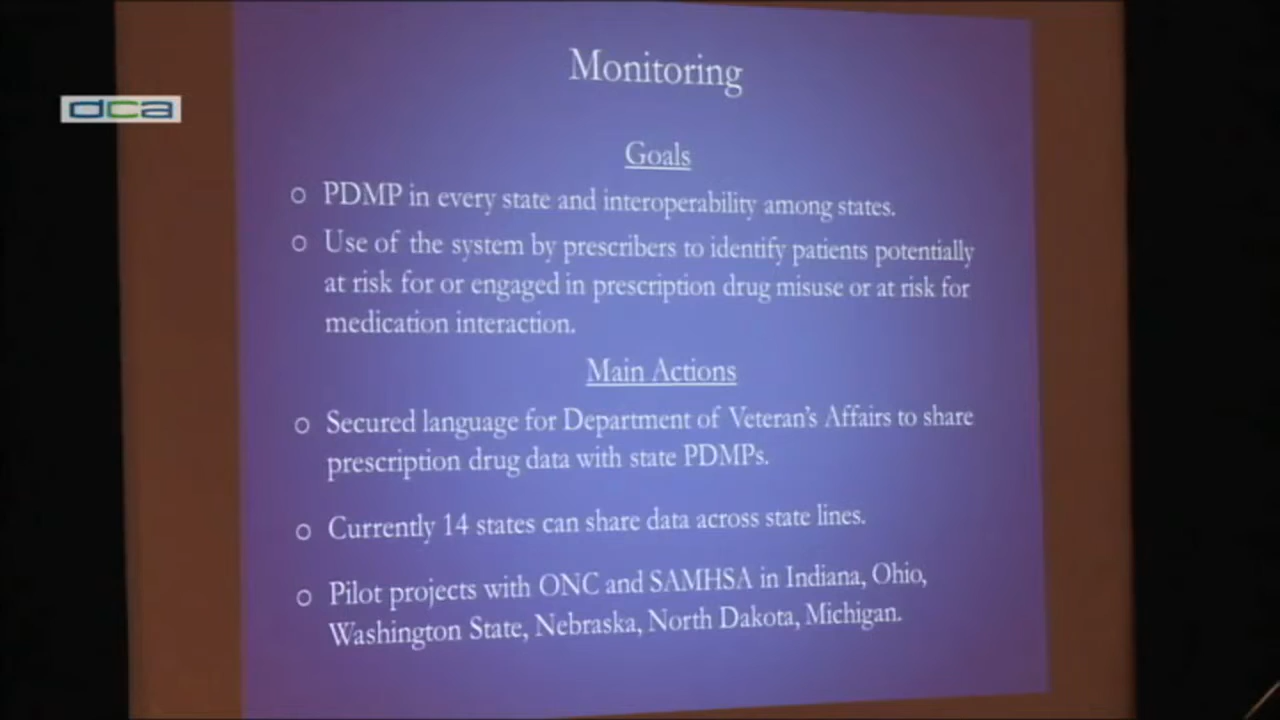 Monitoring
dca
Goals
o PDMP in every state and interoperability among states.
o Use of the system by prescribers to identify patients potentially
at risk for or engaged in prescription drug misuse or at risk for
medication interaction.
Main Actions
o Secured language for Department of Veteran's Affairs to share
prescription drug data with state PDMPs.
o Currently 14 states can share data across state lines.
o Pilot projects with ONC and SAMHSA in Indiana, Ohio,
Washington State, Nebraska, North Dakota, Michigan.